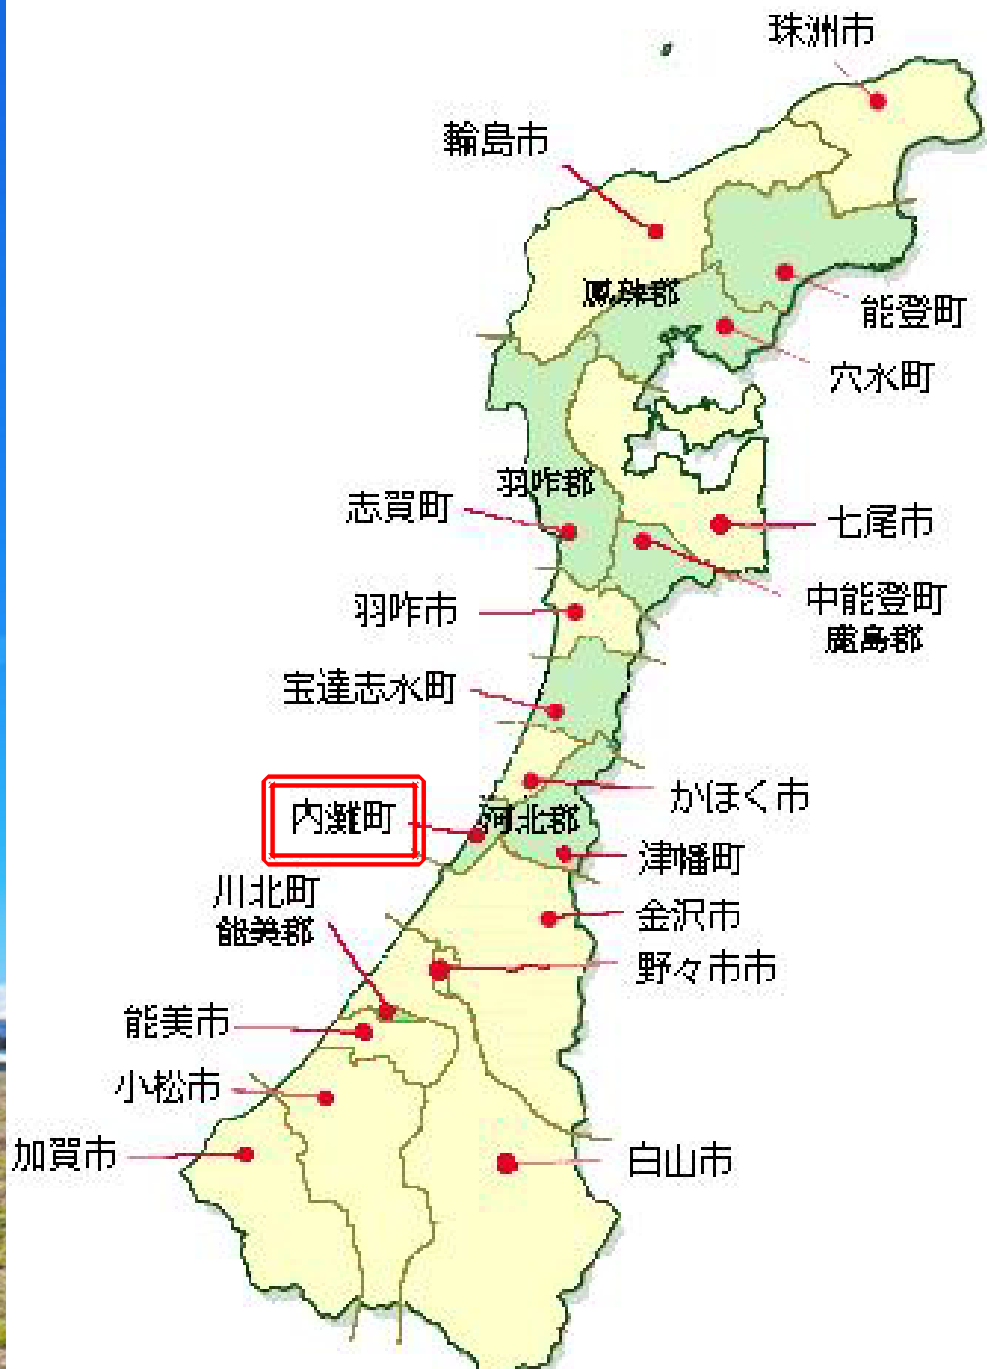 珠洲市
輪島市
鳳珠郡
能登町
穴水町
羽咋郡
志賀町
七尾市
中能登町
鹿島郡
羽咋市
宝達志水町
かほく市
内灘町
河北郡
津幡町
川北町
能美郡
金沢市
野々市市
能美市
小松市
加賀市
白山市